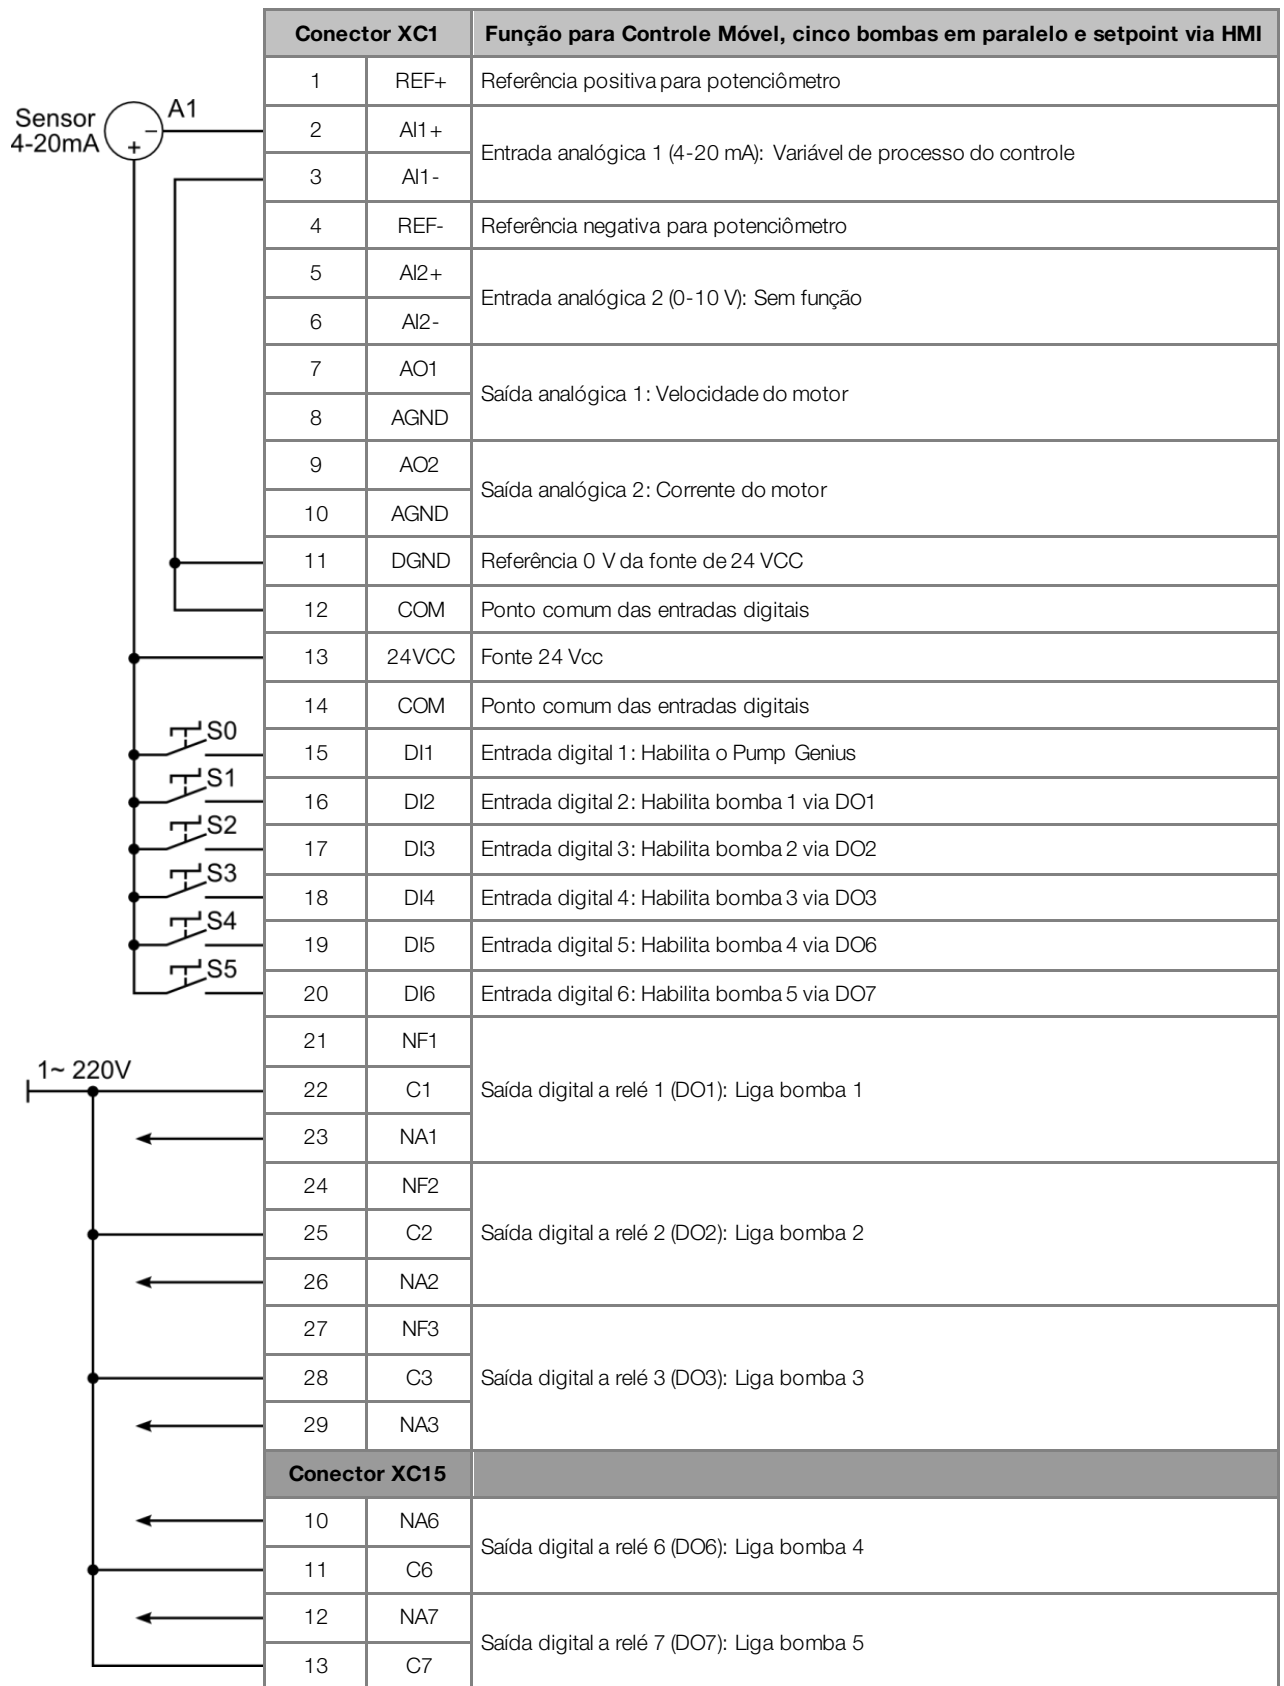 Conector XC1 Função para Controle Móvel, cinco bombas em paralelo e setpoint via HMI
1 REF+ Referência positiva para potenciômetro
Sensor 4-20mA
A1
+
−
2 AI1+
Entrada analógica 1 (4-20 mA): Variável de processo do controle
3 AI1-
4 REF- Referência negativa para potenciômetro
5 AI2+
Entrada analógica 2 (0-10 V): Sem função
6 AI2-
7 AO1
Saída analógica 1: Velocidade do motor
8 AGND
9 AO2
Saída analógica 2: Corrente do motor
10 AGND
11 DGND Referência 0 V da fonte de 24 VCC
12 COM Ponto comum das entradas digitais
13 24VCC Fonte 24 Vcc
14 COM Ponto comum das entradas digitais
S0 15 DI1 Entrada digital 1: Habilita o Pump Genius
S1 16 DI2 Entrada digital 2: Habilita bomba 1 via DO1
S2 17 DI3 Entrada digital 3: Habilita bomba 2 via DO2
S3 18 DI4 Entrada digital 4: Habilita bomba 3 via DO3
S4 19 DI5 Entrada digital 5: Habilita bomba 4 via DO6
S5 20 DI6 Entrada digital 6: Habilita bomba 5 via DO7
21 NF1
1~ 220V
22 C1 Saída digital a relé 1 (DO1): Liga bomba 1
23 NA1
24 NF2
25 C2 Saída digital a relé 2 (DO2): Liga bomba 2
26 NA2
27 NF3
28 C3 Saída digital a relé 3 (DO3): Liga bomba 3
29 NA3
Conector XC15
10 NA6
Saída digital a relé 6 (DO6): Liga bomba 4
11 C6
12 NA7
Saída digital a relé 7 (DO7): Liga bomba 5
13 C7